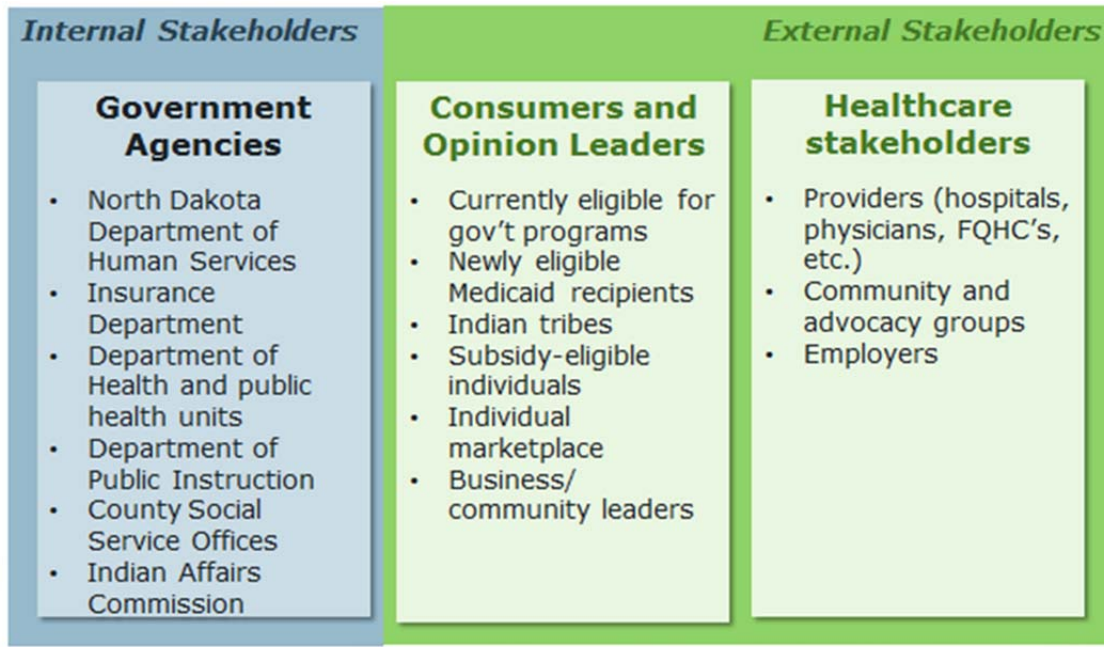 Internal Stakeholders
External Stakeholders
Government
Agencies
• North Dakota
Department of
Human Services
• Insurance
Department
• Department of
Health and public
health units
• Department of
Public Instruction
• County Social
Service Offices
• Indian Affairs
Commission
Consumers and
Opinion Leaders
• Currently eligible for
gov't programs
• Newly eligible
Medicaid recipients
• Indian tribes
• Subsidy-eligible
individuals
• Individual
marketplace
• Business/
community leaders
Healthcare
stakeholders
• Providers (hospitals,
physicians, FQHC's,
etc.)
• Community and
advocacy groups
• Employers